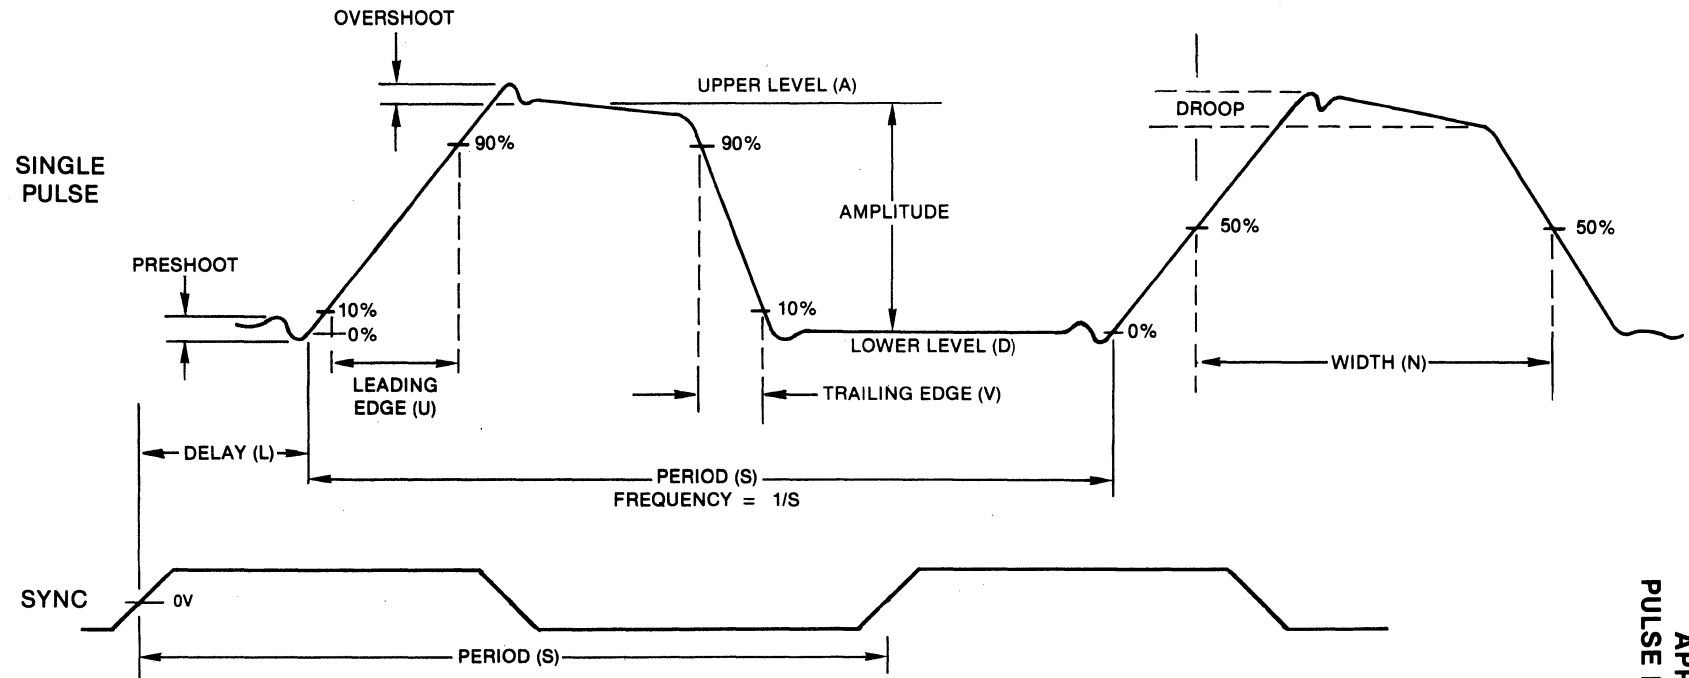 OVERSHOOT
UPPER LEVEL (A)
DROOP
90%
90%
SINGLE
PULSE
AMPLITUDE
50%
50%
PRESHOOT
10%
10%
0%
0%
LOWER LEVEL (D)
WIDTH (N)
LEADING
EDGE (U)
TRAILING EDGE (V)
DELAY (L)
PERIOD (S)
FREQUENCY = 1/S
SYNC
0V
PERIOD (S)